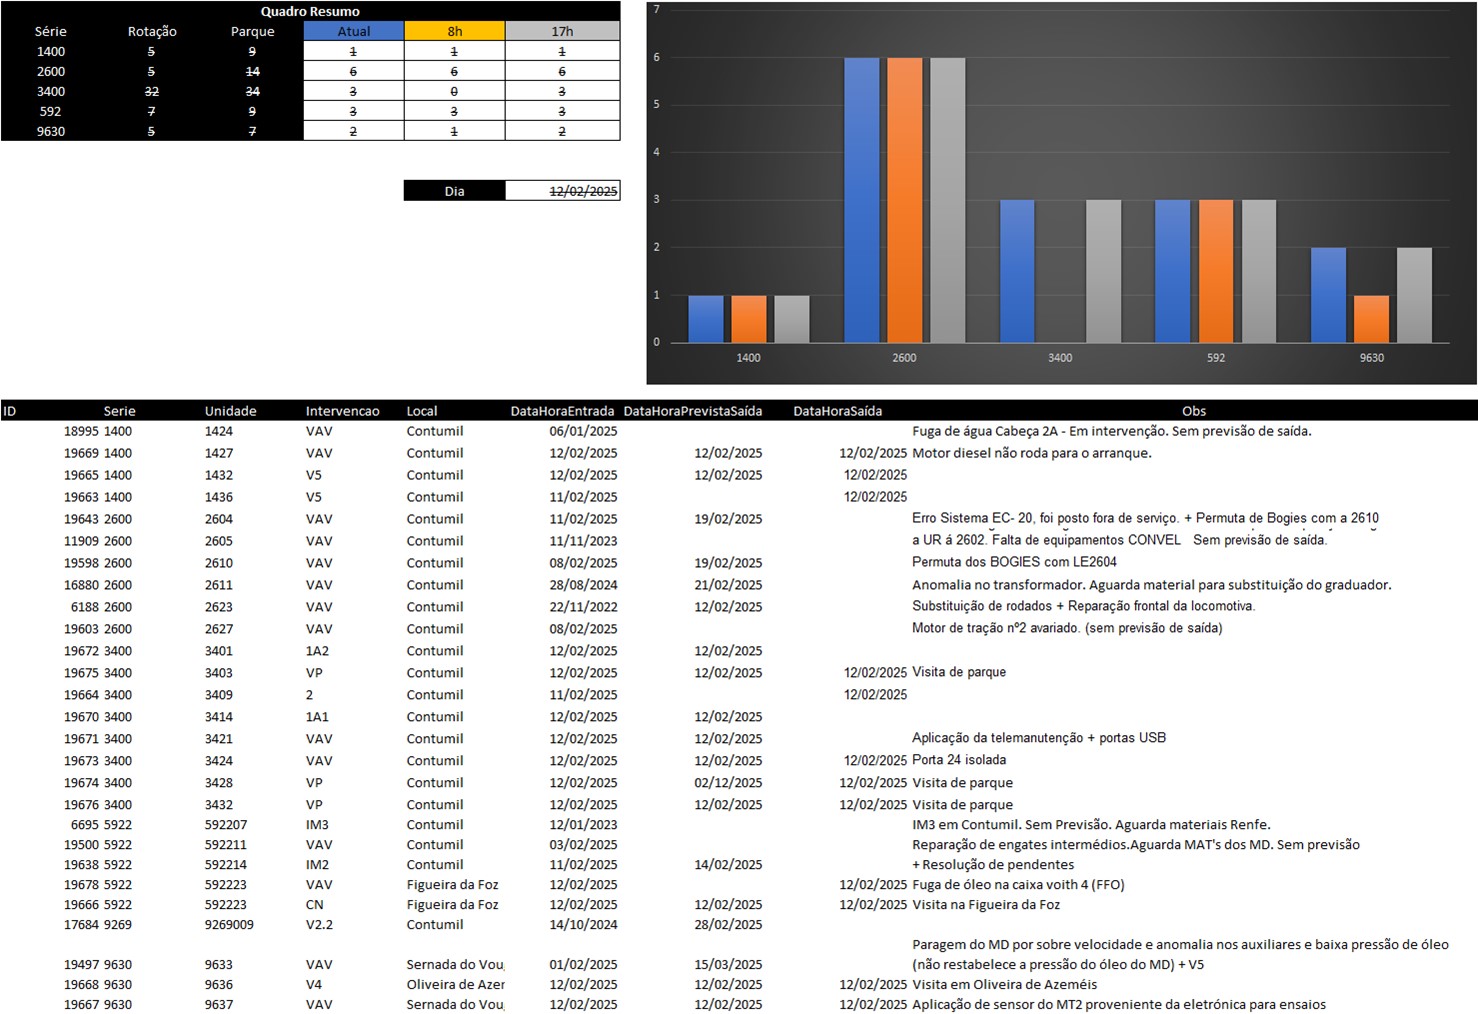 Quadro Resumo
Série Rotação Parque Atual 8h 17h
1400 5 9 1 1 1
2600 5 14 6 6 6
3400 32 34 3 0 3
592 7 9 3 3 3
9630 5 7 2 1 2
Dia 12/02/2025
7
6
5
4
3
2
1
0
1400 2600 3400 592 9630
ID Serie Unidade Intervencao Local DataHoraEntrada DataHoraPrevistaSaída DataHoraSaída Obs
18995 1400 1424 VAV Contumil 06/01/2025 Fuga de água Cabeça 2A - Em intervenção. Sem previsão de saída.
19669 1400 1427 VAV Contumil 12/02/2025 12/02/2025 12/02/2025 Motor diesel não roda para o arranque.
19665 1400 1432 V5 Contumil 12/02/2025 12/02/2025 12/02/2025
19663 1400 1436 V5 Contumil 11/02/2025 12/02/2025
19643 2600 2604 VAV Contumil 11/02/2025 19/02/2025 Erro Sistema EC- 20, foi posto fora de serviço. + Permuta de Bogies com a 2610
11909 2600 2605 VAV Contumil 11/11/2023 a UR á 2602. Falta de equipamentos CONVEL Sem previsão de saída.
19598 2600 2610 VAV Contumil 08/02/2025 19/02/2025 Permuta dos BOGIES com LE2604
16880 2600 2611 VAV Contumil 28/08/2024 21/02/2025 Anomalia no transformador. Aguarda material para substituição do graduador.
6188 2600 2623 VAV Contumil 22/11/2022 12/02/2025 Substituição de rodados + Reparação frontal da locomotiva.
19603 2600 2627 VAV Contumil 08/02/2025 Motor de tração nº2 avariado. (sem previsão de saída)
19672 3400 3401 1A2 Contumil 12/02/2025 12/02/2025
19675 3400 3403 VP Contumil 12/02/2025 12/02/2025 12/02/2025 Visita de parque
19664 3400 3409 2 Contumil 11/02/2025 12/02/2025
19670 3400 3414 1A1 Contumil 12/02/2025 12/02/2025
19671 3400 3421 VAV Contumil 12/02/2025 12/02/2025 Aplicação da telemanutenção + portas USB
19673 3400 3424 VAV Contumil 12/02/2025 12/02/2025 12/02/2025 Porta 24 isolada
19674 3400 3428 VP Contumil 12/02/2025 02/12/2025 12/02/2025 Visita de parque
19676 3400 3432 VP Contumil 12/02/2025 12/02/2025 12/02/2025 Visita de parque
6695 5922 592207 IM3 Contumil 12/01/2023 IM3 em Contumil. Sem Previsão. Aguarda materiais Renfe.
19500 5922 592211 VAV Contumil 03/02/2025 Reparação de engates intermédios.Aguarda MAT's dos MD. Sem previsão
19638 5922 592214 IM2 Contumil 11/02/2025 14/02/2025 + Resolução de pendentes
19678 5922 592223 VAV Figueira da Foz 12/02/2025 12/02/2025 Fuga de óleo na caixa voith 4 (FFO)
19666 5922 592223 CN Figueira da Foz 12/02/2025 12/02/2025 12/02/2025 Visita na Figueira da Foz
17684 9269 9269009 V2.2 Contumil 14/10/2024 28/02/2025
Paragem do MD por sobre velocidade e anomalia nos auxiliares e baixa pressão de óleo
19497 9630 9633 VAV Sernada do Vou 01/02/2025 15/03/2025 (não restabelece a pressão do óleo do MD) + V5
19668 9630 9636 V4 Oliveira de Azer 12/02/2025 12/02/2025 12/02/2025 Visita em Oliveira de Azeméis
19667 9630 9637 VAV Sernada do Vou 12/02/2025 12/02/2025 12/02/2025 Aplicação de sensor do MT2 proveniente da eletrónica para ensaios